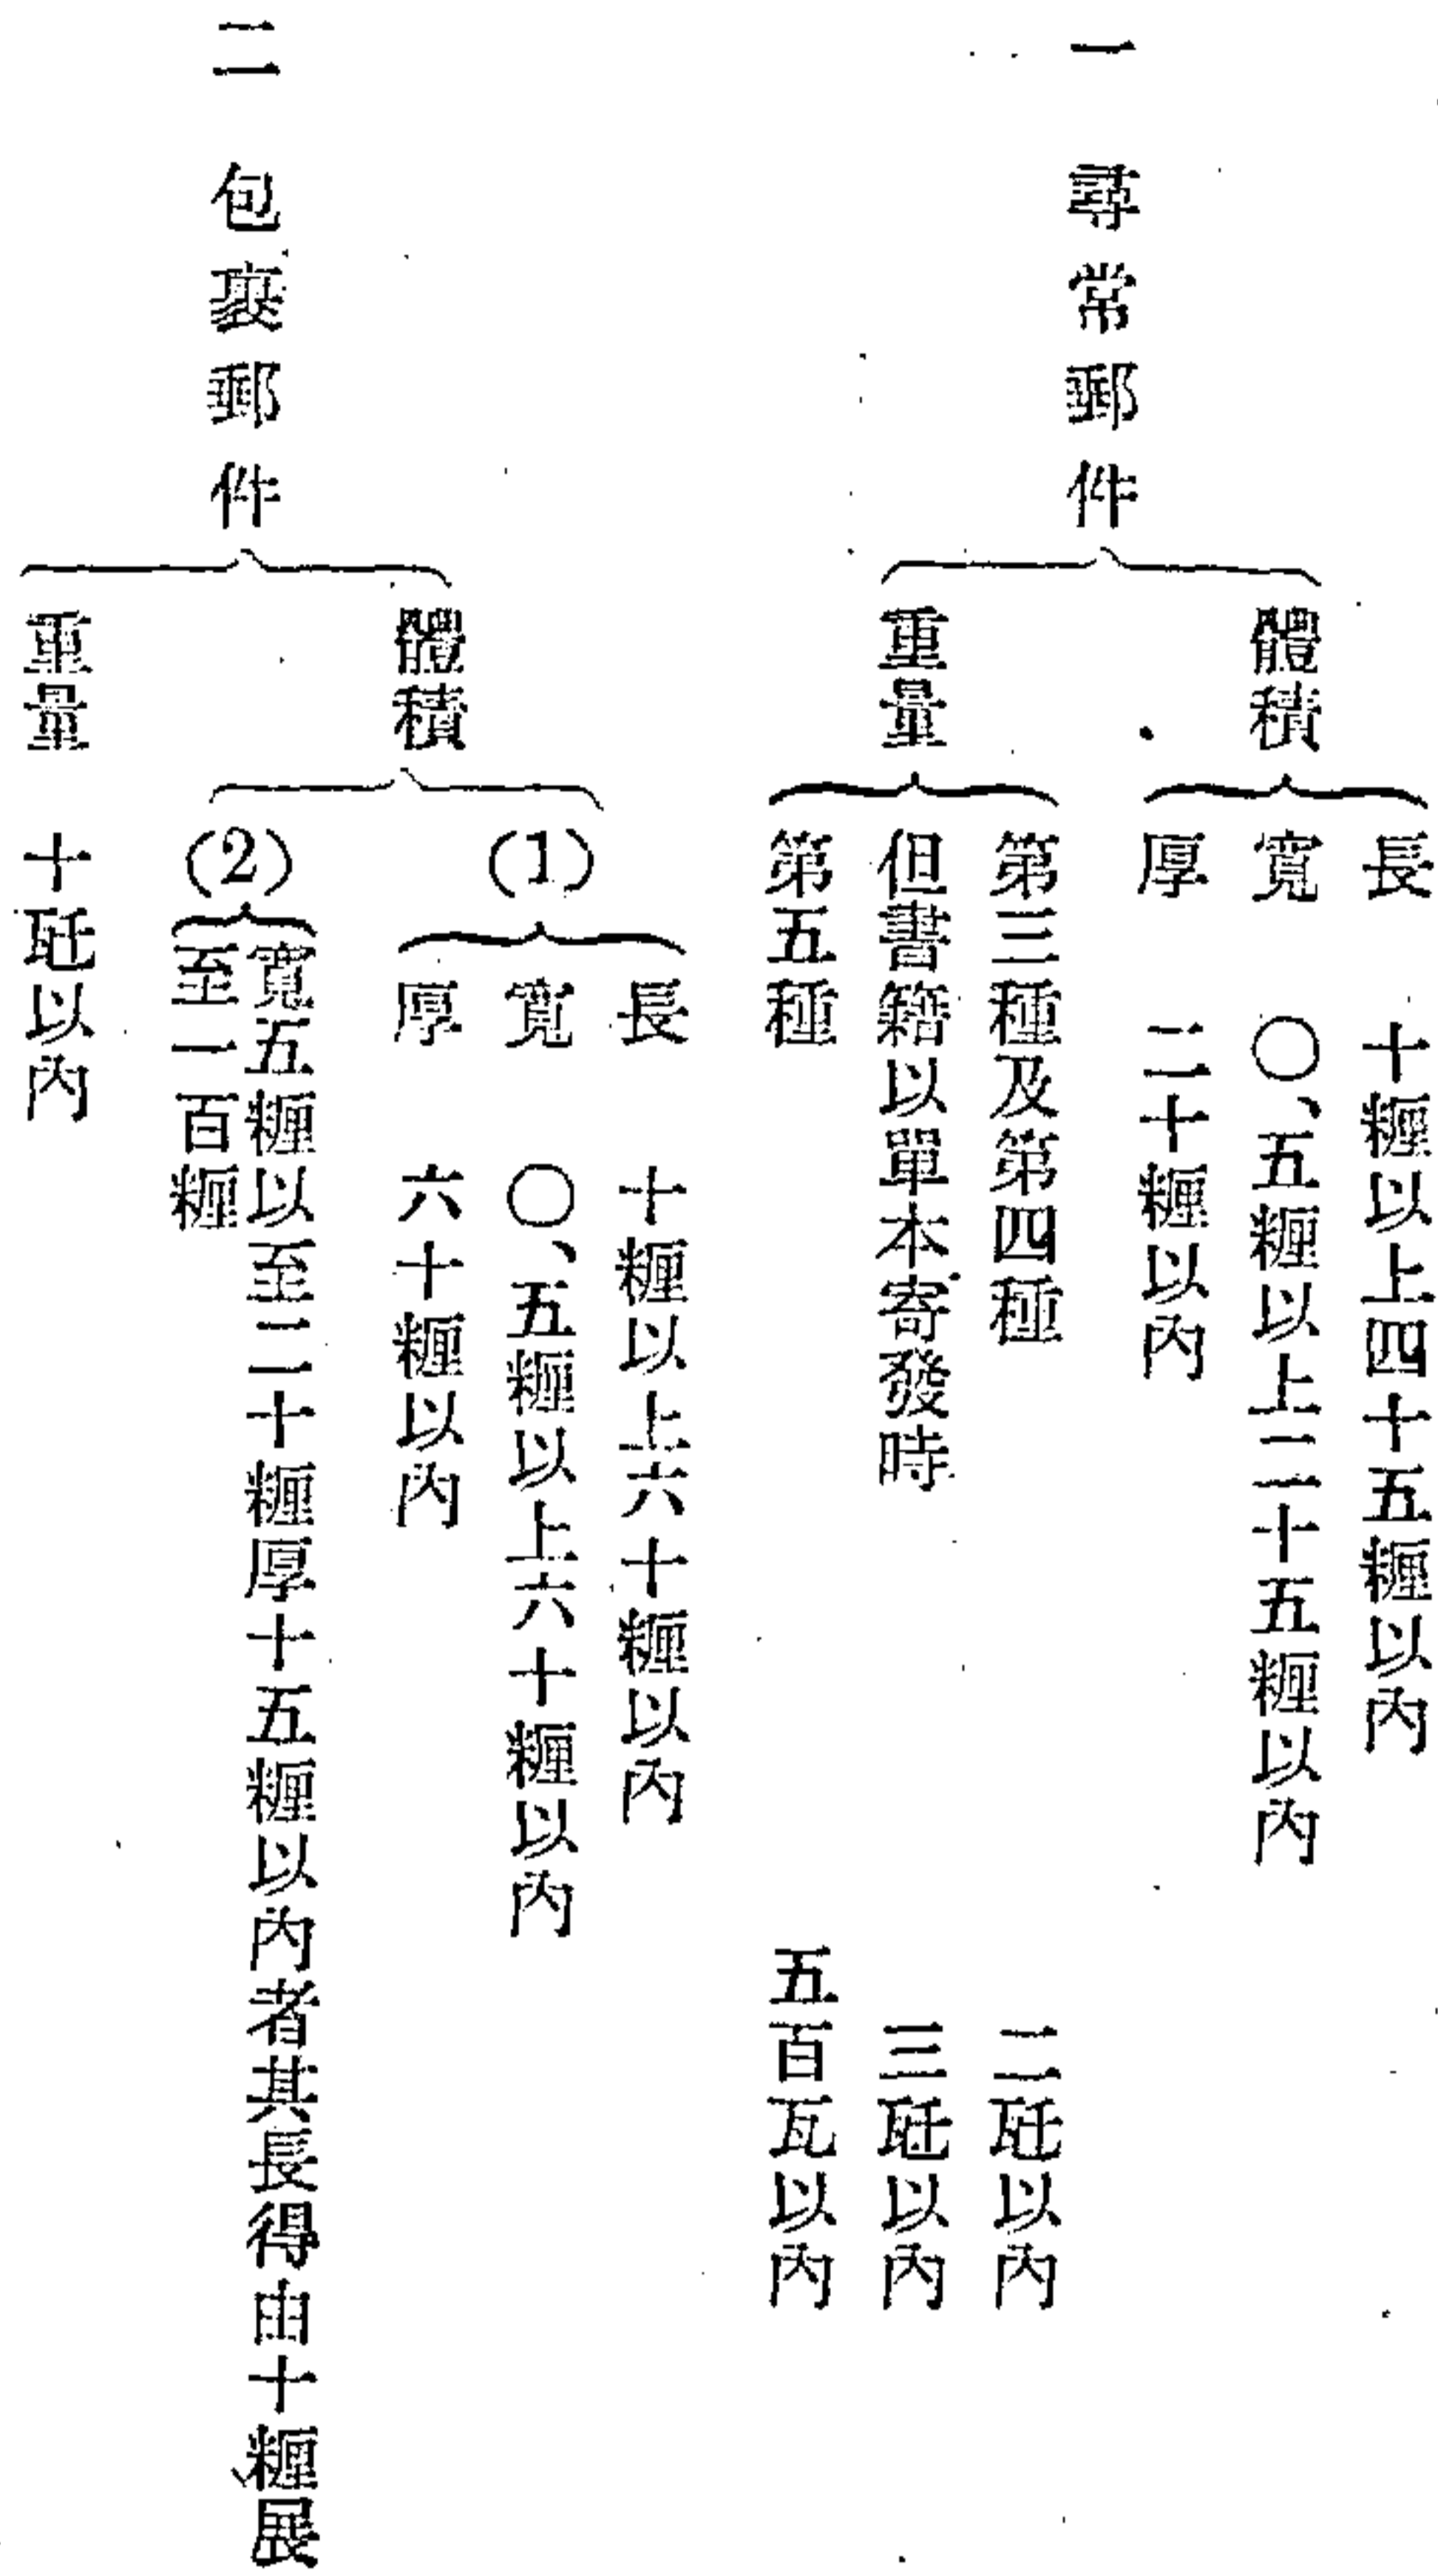 一 尋常郵件
體積
長 十糎以上四十五糎以內
寬 〇、五糎以上二十五糎以內
厚 二十糎以內
重量
第三種及第四種 二瓩以內
但書籍以單本寄發時 三瓩以內
第五種 五百瓦以內
二 包裹郵件
體積
(1)
長 十糎以上六十糎以內
寬 〇、五糎以上六十糎以內
厚 六十糎以內
(2)
寬五糎以至二十糎厚十五糎以內者其長得由十糎展
至一百糎
重量 十瓩以內